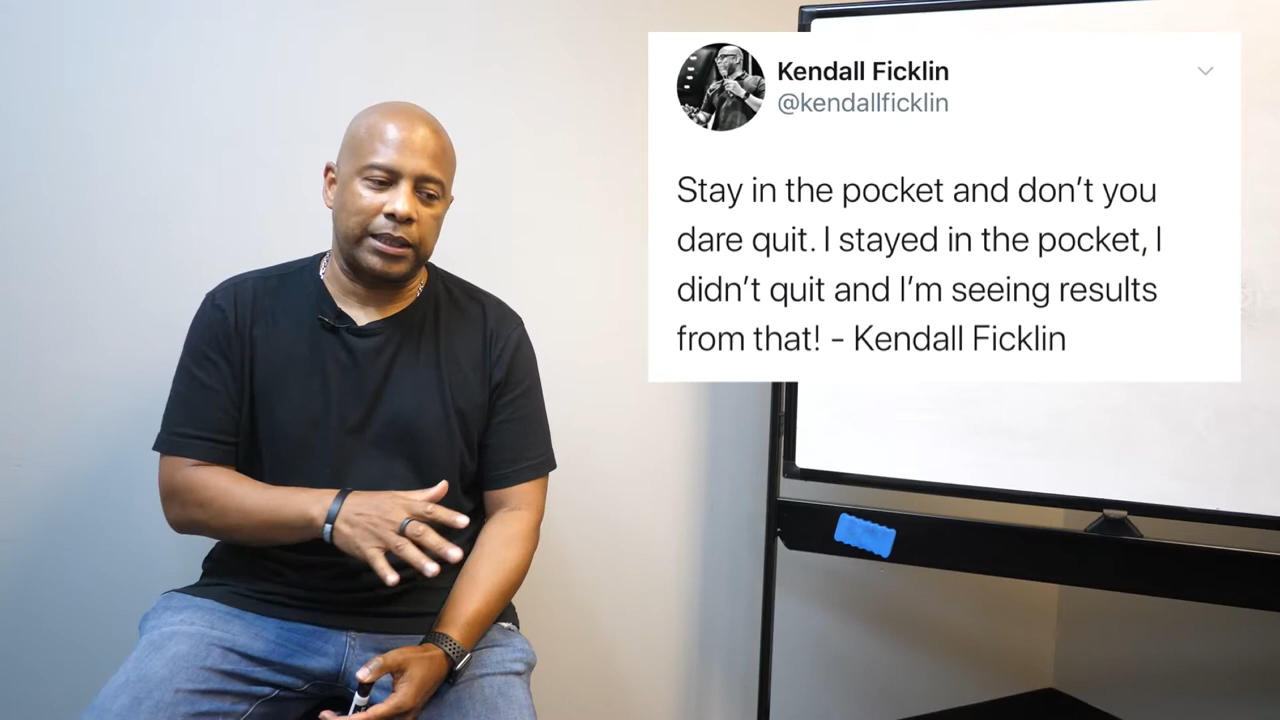 Kendall Ficklin
@kendallficklin
Stay in the pocket and don’t you
dare quit. I stayed in the pocket, I
didn’t quit and I’m seeing results
from that! - Kendall Ficklin